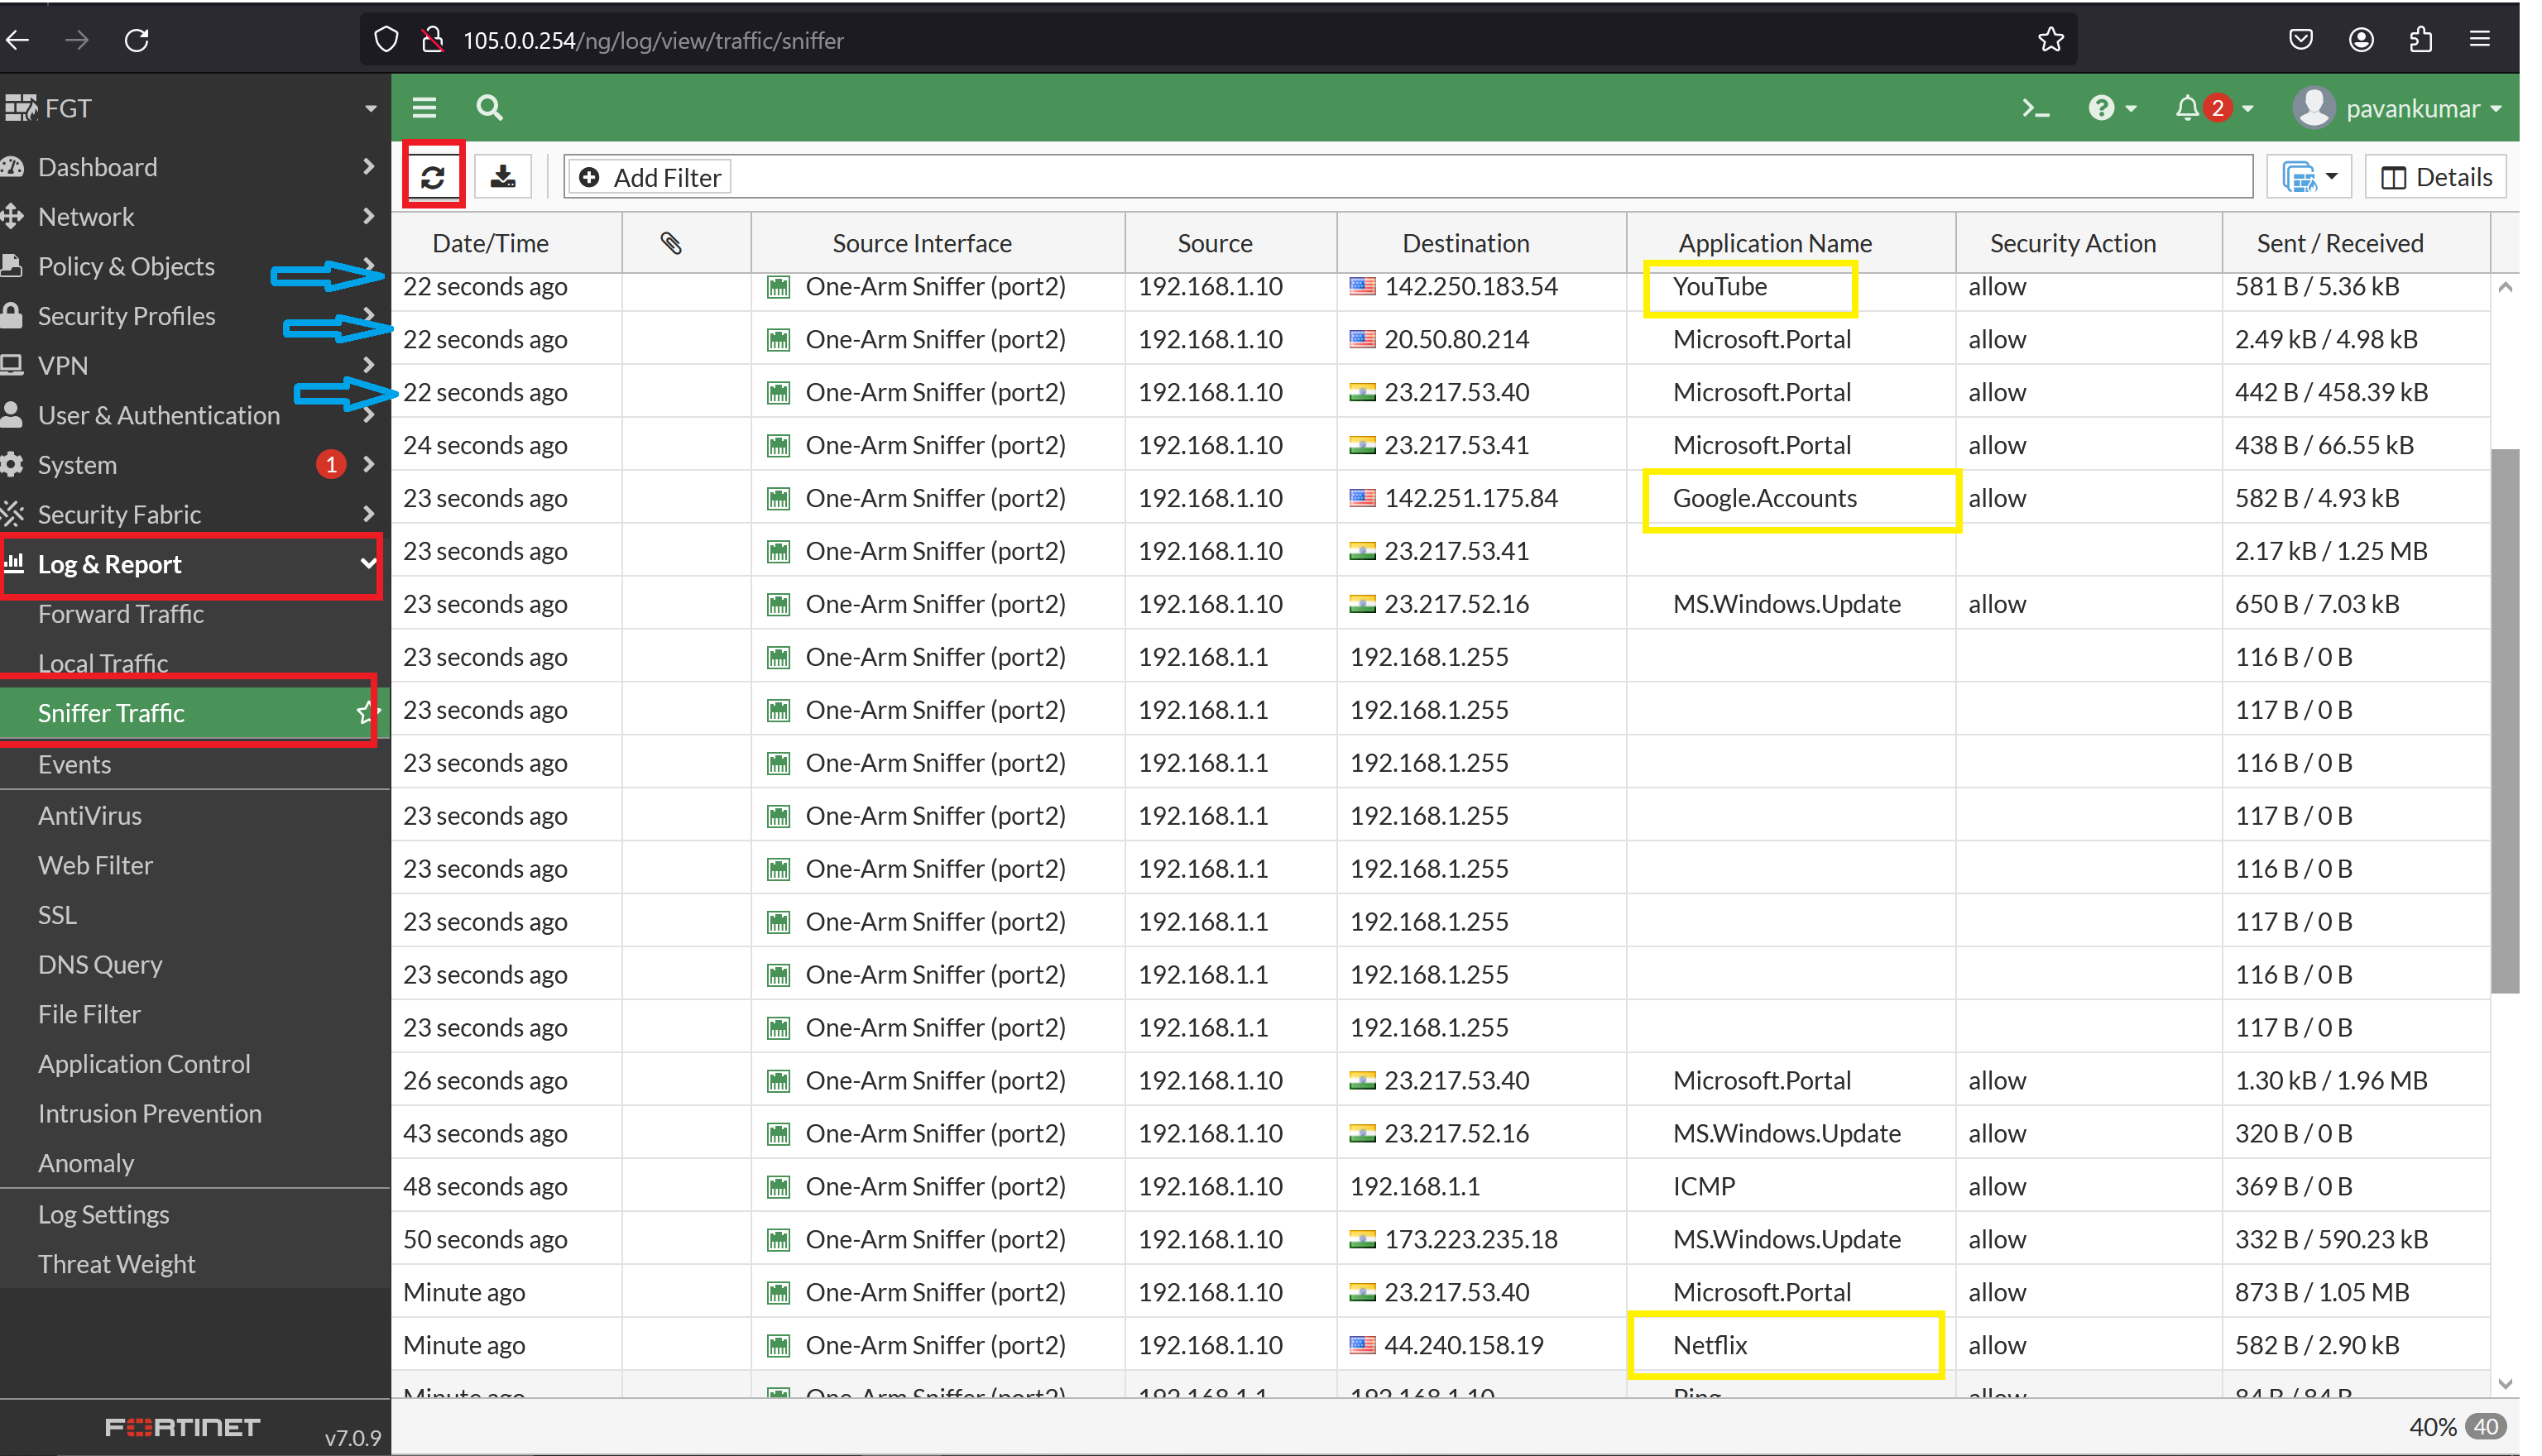 105.0.0.254/ng/log/view/traffic/sniffer
FGT
2
pavankumar
Dashboard
Network
Policy & Objects
Security Profiles
VPN
User & Authentication
System 1
Security Fabric
Log & Report
Forward Traffic
Local Traffic
Sniffer Traffic
Events
AntiVirus
Web Filter
SSL
DNS Query
File Filter
Application Control
Intrusion Prevention
Anomaly
Log Settings
Threat Weight
FORTINET v7.0.9
Add Filter Details
Date/Time Source Interface Source Destination Application Name Security Action Sent / Received
22 seconds ago One-Arm Sniffer (port2) 192.168.1.10 142.250.183.54 YouTube allow 581 B / 5.36 kB
22 seconds ago One-Arm Sniffer (port2) 192.168.1.10 20.50.80.214 Microsoft.Portal allow 2.49 kB / 4.98 kB
22 seconds ago One-Arm Sniffer (port2) 192.168.1.10 23.217.53.40 Microsoft.Portal allow 442 B / 458.39 kB
24 seconds ago One-Arm Sniffer (port2) 192.168.1.10 23.217.53.41 Microsoft.Portal allow 438 B / 66.55 kB
23 seconds ago One-Arm Sniffer (port2) 192.168.1.10 142.251.175.84 Google.Accounts allow 582 B / 4.93 kB
23 seconds ago One-Arm Sniffer (port2) 192.168.1.10 23.217.53.41 2.17 kB / 1.25 MB
23 seconds ago One-Arm Sniffer (port2) 192.168.1.10 23.217.52.16 MS.Windows.Update allow 650 B / 7.03 kB
23 seconds ago One-Arm Sniffer (port2) 192.168.1.1 192.168.1.255 116 B / 0 B
23 seconds ago One-Arm Sniffer (port2) 192.168.1.1 192.168.1.255 117 B / 0 B
23 seconds ago One-Arm Sniffer (port2) 192.168.1.1 192.168.1.255 116 B / 0 B
23 seconds ago One-Arm Sniffer (port2) 192.168.1.1 192.168.1.255 117 B / 0 B
23 seconds ago One-Arm Sniffer (port2) 192.168.1.1 192.168.1.255 116 B / 0 B
23 seconds ago One-Arm Sniffer (port2) 192.168.1.1 192.168.1.255 117 B / 0 B
23 seconds ago One-Arm Sniffer (port2) 192.168.1.1 192.168.1.255 116 B / 0 B
23 seconds ago One-Arm Sniffer (port2) 192.168.1.1 192.168.1.255 117 B / 0 B
26 seconds ago One-Arm Sniffer (port2) 192.168.1.10 23.217.53.40 Microsoft.Portal allow 1.30 kB / 1.96 MB
43 seconds ago One-Arm Sniffer (port2) 192.168.1.10 23.217.52.16 MS.Windows.Update allow 320 B / 0 B
48 seconds ago One-Arm Sniffer (port2) 192.168.1.10 192.168.1.1 ICMP allow 369 B / 0 B
50 seconds ago One-Arm Sniffer (port2) 192.168.1.10 173.223.235.18 MS.Windows.Update allow 332 B / 590.23 kB
Minute ago One-Arm Sniffer (port2) 192.168.1.10 23.217.53.40 Microsoft.Portal allow 873 B / 1.05 MB
Minute ago One-Arm Sniffer (port2) 192.168.1.10 44.240.158.19 Netflix allow 582 B / 2.90 kB
Minute ago One-Arm Sniffer (port2) 192.168.1.1 192.168.1.10 Ping allow 84 B / 84 B
40% 40